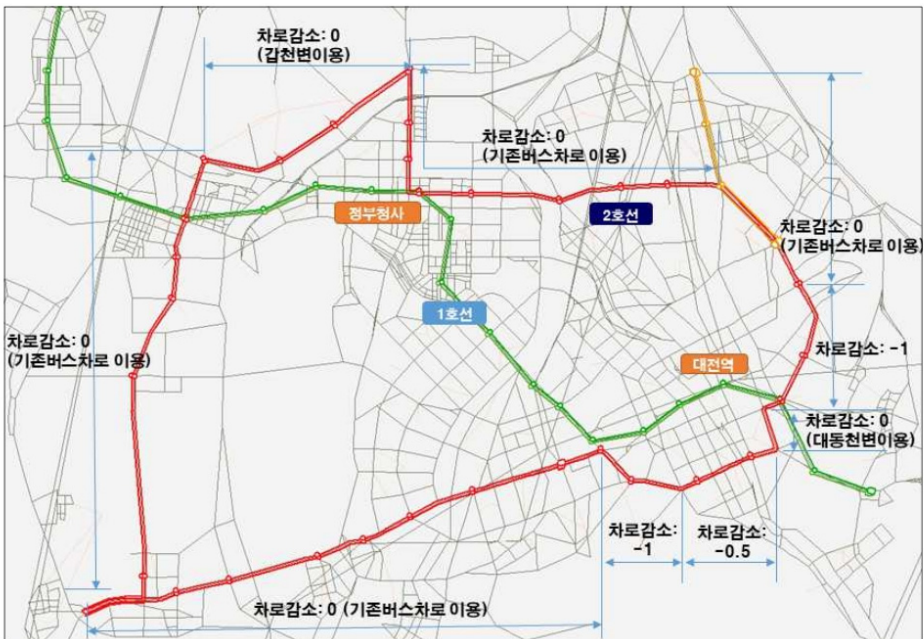 차로감소: 0
(갑천변이용)
차로감소: 0
(기존버스차로 이용)
정부청사
2호선
차로감소: 0
(기존버스차로 이용)
1호선
차로감소: 0
(기존버스차로 이용)
차로감소: -1
대전역
차로감소: 0
(대동천변이용)
차로감소:
-1
차로감소:
-0.5
차로감소: 0 (기존버스차로 이용)